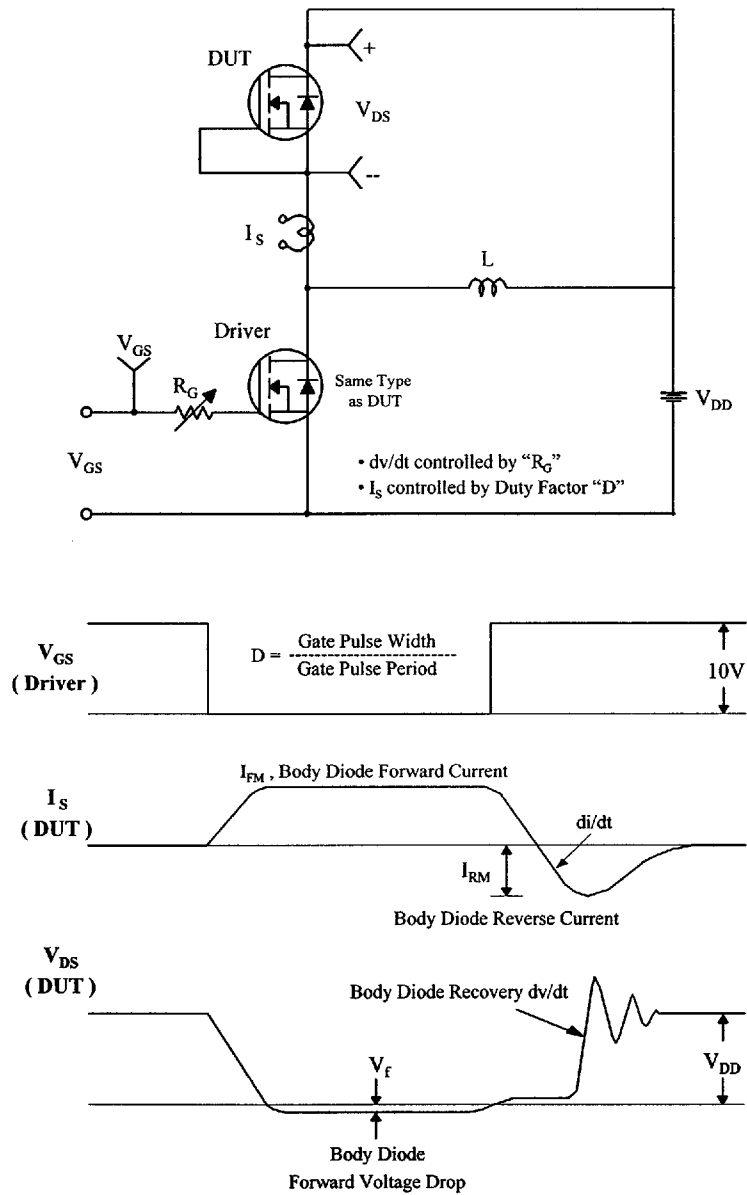 DUT
+
V_DS
--
I_S
L
Driver
V_GS
R_G
Same Type
as DUT
V_DD
V_GS
• dv/dt controlled by “R_G”
• I_S controlled by Duty Factor “D”
V_GS
( Driver )
D = Gate Pulse Width
Gate Pulse Period
10V
I_FM , Body Diode Forward Current
I_S
( DUT )
di/dt
I_RM
Body Diode Reverse Current
V_DS
( DUT )
Body Diode Recovery dv/dt
V_f
V_DD
Body Diode
Forward Voltage Drop